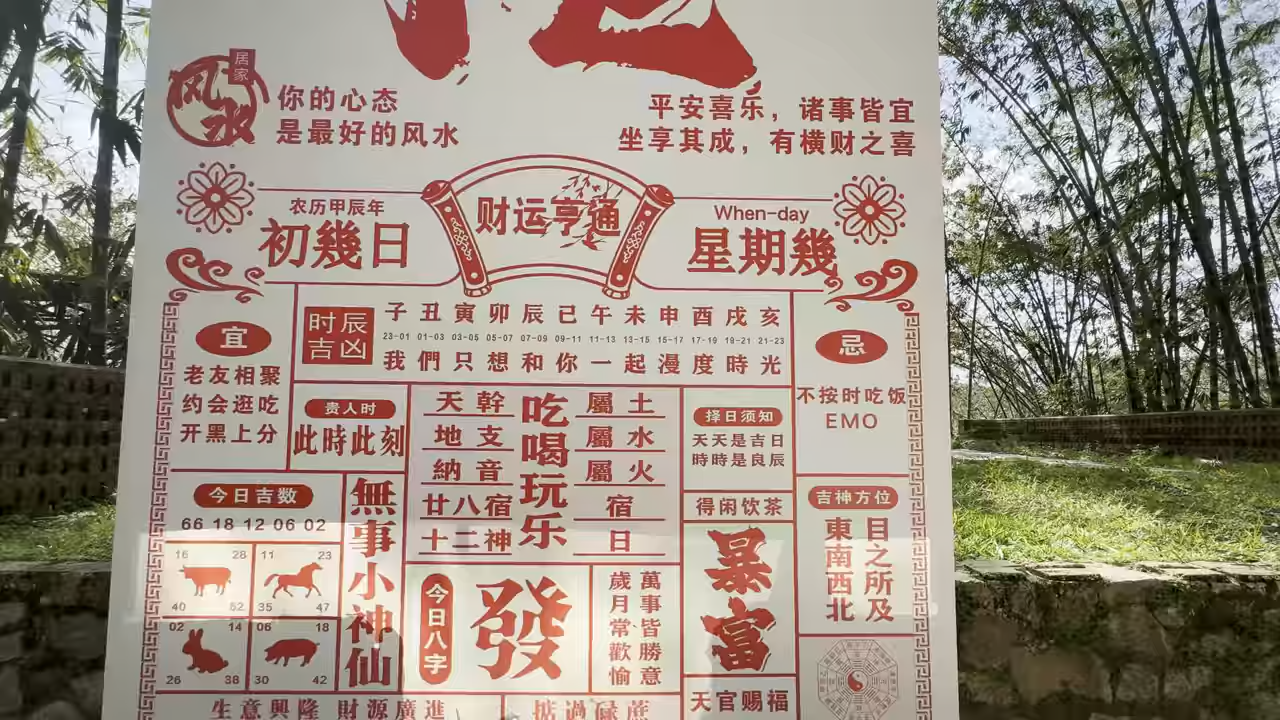 居家
风水
你的心态
是最好的风水
平安喜乐，诸事皆宜
坐享其成，有横财之喜
农历甲辰年
初幾日
财运亨通
When-day
星期幾
宜
老友相聚
约会逛吃
开黑上分
时辰
吉凶
子 丑 寅 卯 辰 己 午 未 申 酉 戌 亥
23-01 01-03 03-05 05-07 07-09 09-11 11-13 13-15 15-17 17-19 19-21 21-23
我 們 只 想 和 你 一 起 漫 度 時 光
忌
不按时吃饭
EMO
贵人时
此時此刻
天幹
地支
納音
廿八宿
十二神
吃喝玩乐
屬土
屬水
屬火
宿
日
择日须知
天天是吉日
時時是良辰
得闲饮茶
今日吉数
66 18 12 06 02
16 28
40 52
11 23
35 47
02 14
26 38
06 18
30 42
無事小神仙
今日八字
發
萬事皆勝意
歲月常歡愉
暴富
天官赐福
吉神方位
東南西北
目之所及
生意興隆 財源廣進